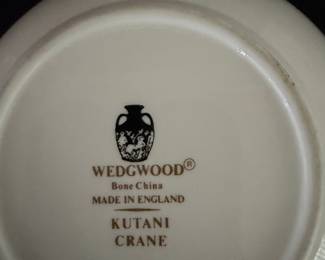 WEDGWOOD®
Bone China
MADE IN ENGLAND
KUTANI
CRANE